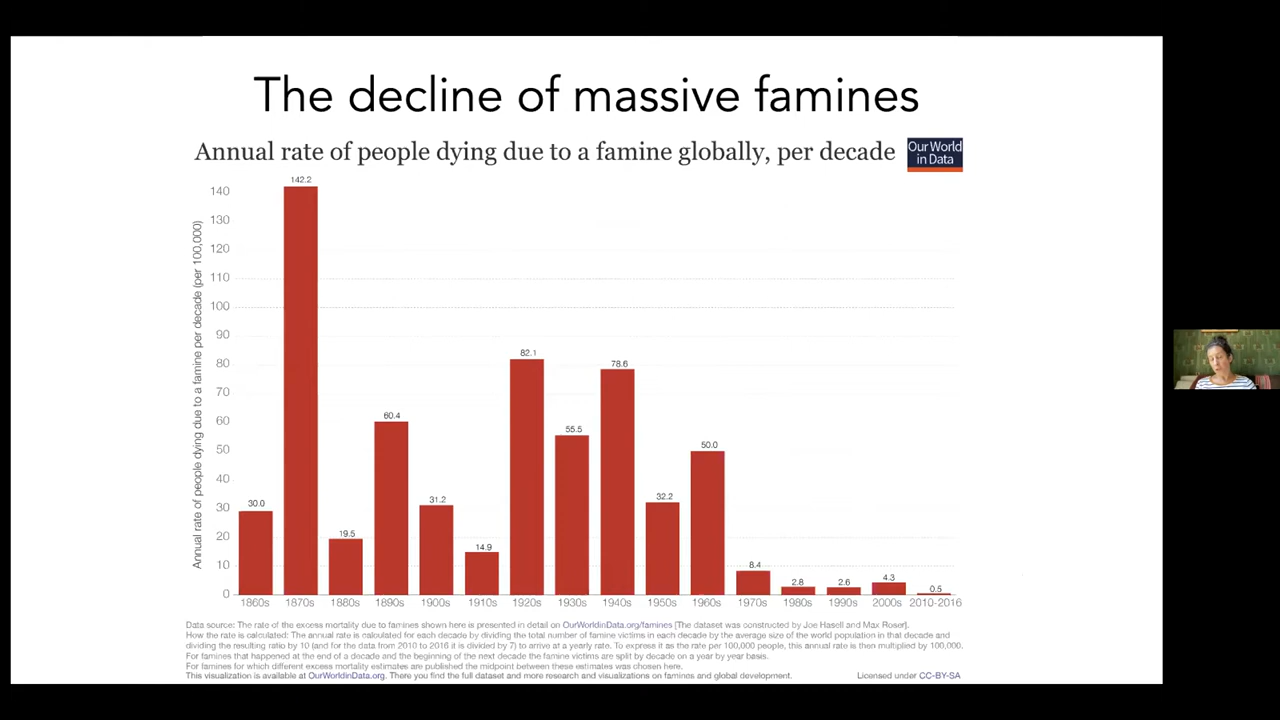 The decline of massive famines
Annual rate of people dying due to a famine globally, per decade
Our World
in Data
Annual rate of people dying due to a famine per decade (per 100,000)
140
130
120
110
100
90
80
70
60
50
40
30
20
10
0
30.0
142.2
19.5
60.4
31.2
14.9
82.1
55.5
78.6
32.2
50.0
8.4
2.8
2.6
4.3
0.5
1860s 1870s 1880s 1890s 1900s 1910s 1920s 1930s 1940s 1950s 1960s 1970s 1980s 1990s 2000s 2010-2016
Data source: The rate of the excess mortality due to famines shown here is presented in detail on OurWorldinData.org/famines [The dataset was constructed by Joe Hasell and Max Roser].
How the rate is calculated: The annual rate is calculated for each decade by dividing the total number of famine victims in each decade by the average size of the world population in that decade and
dividing the resulting ratio by 10 (and for the data from 2010 to 2016 it is divided by 7) to arrive at a yearly rate. To express it as the rate per 100,000 people, this annual rate is then multiplied by 100,000.
For famines that happened at the end of a decade and the beginning of the next decade the famine victims are split by decade on a year by year basis.
For famines for which different excess mortality estimates are published the midpoint between these estimates was chosen here.
This visualization is available at OurWorldinData.org. There you find the full dataset and more research and visualizations on famines and global development. Licensed under CC-BY-SA